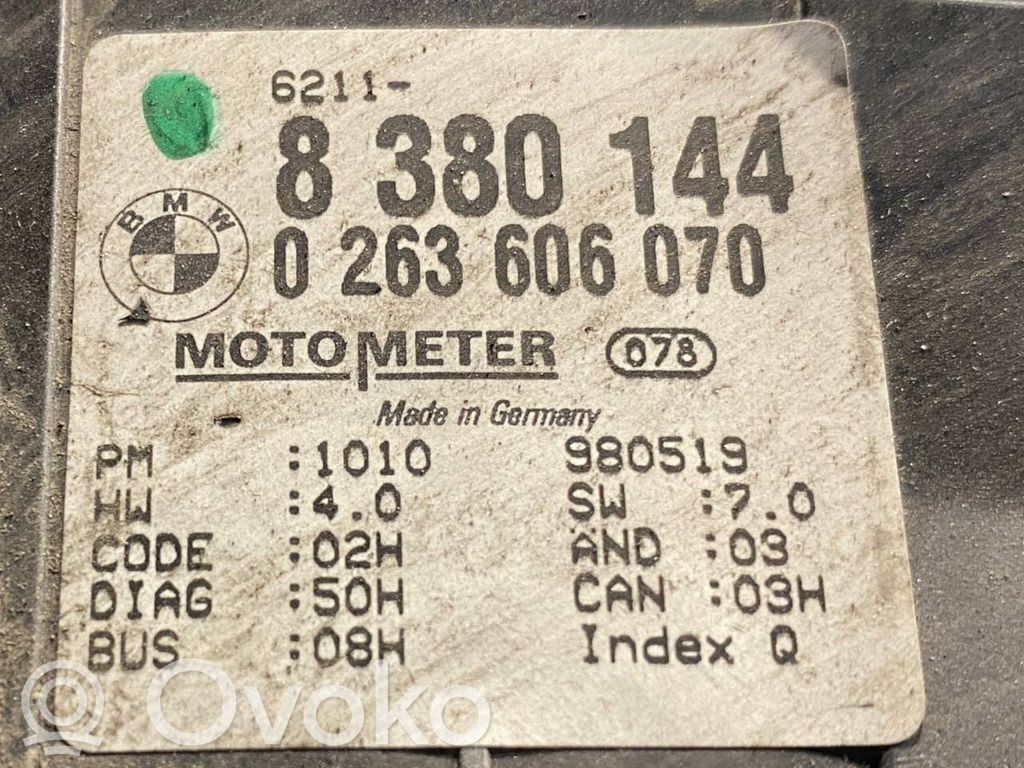 6211-
8 380 144
BMW
0 263 606 070
MOTOMETER 078
Made in Germany
PM :1010 980519
HW :4.0 SW :7.0
CODE :02H ÄND :03
DIAG :50H CAN :03H
BUS :08H Index Q
Ovoko